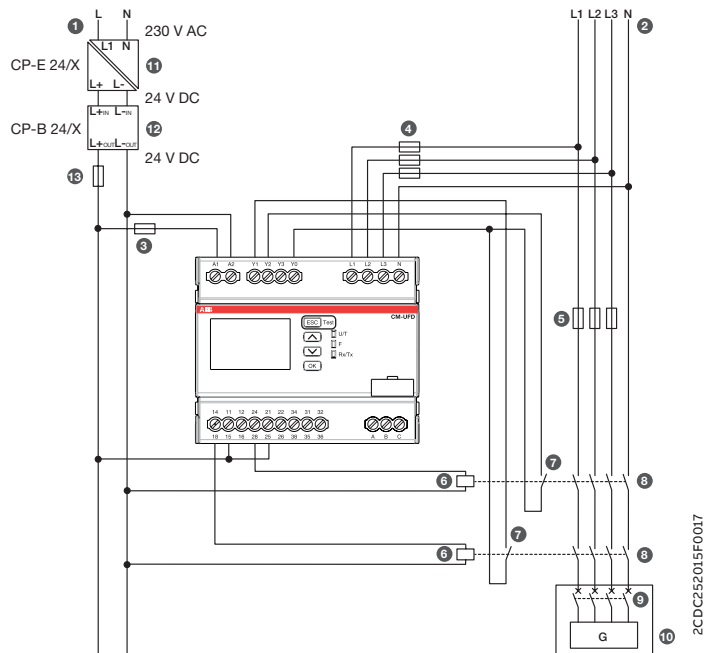 L N
1 230 V AC
L1 L2 L3 N
2
L1 N
CP-E 24/X
11
L+ L-
24 V DC
L+IN L-IN
CP-B 24/X
12
L+OUT L-OUT
24 V DC
13
4
3
A1 A2 Y1 Y2 Y3 Y0 L1 L2 L3 N
ABB
CM-UFD
ESC Test
U/T
F
Rx/Tx
OK
5
14 11 12 24 21 22 34 31 32
18 15 16 28 25 26 38 35 36
A B C
7
6
8
7
6
8
9
G
10
2CDC252015F0017